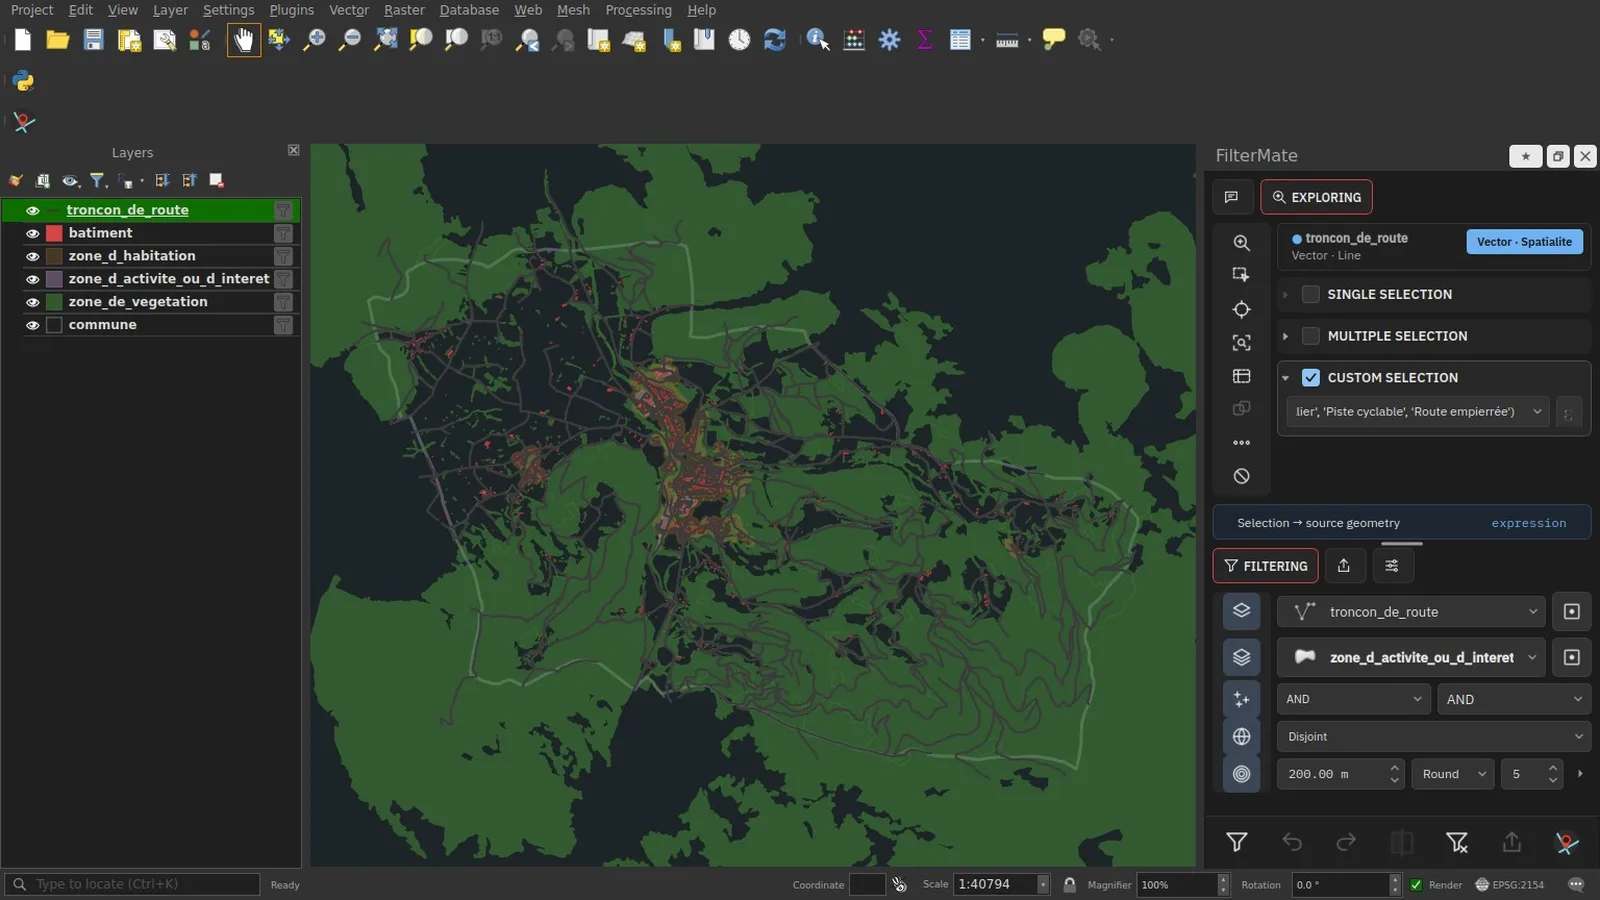 Project Edit View Layer Settings Plugins Vector Raster Database Web Mesh Processing Help
Layers
troncon_de_route
batiment
zone_d_habitation
zone_d_activite_ou_d_interet
zone_de_vegetation
commune
FilterMate
EXPLORING
troncon_de_route
Vector · Line
Vector · Spatialite
SINGLE SELECTION
MULTIPLE SELECTION
CUSTOM SELECTION
lier', 'Piste cyclable', 'Route empierrée')
Selection → source geometry expression
FILTERING
troncon_de_route
zone_d_activite_ou_d_interet
AND AND
Disjoint
200.00 m Round 5
Type to locate (Ctrl+K) Ready Coordinate Scale 1:40794 Magnifier 100% Rotation 0.0 ° Render EPSG:2154